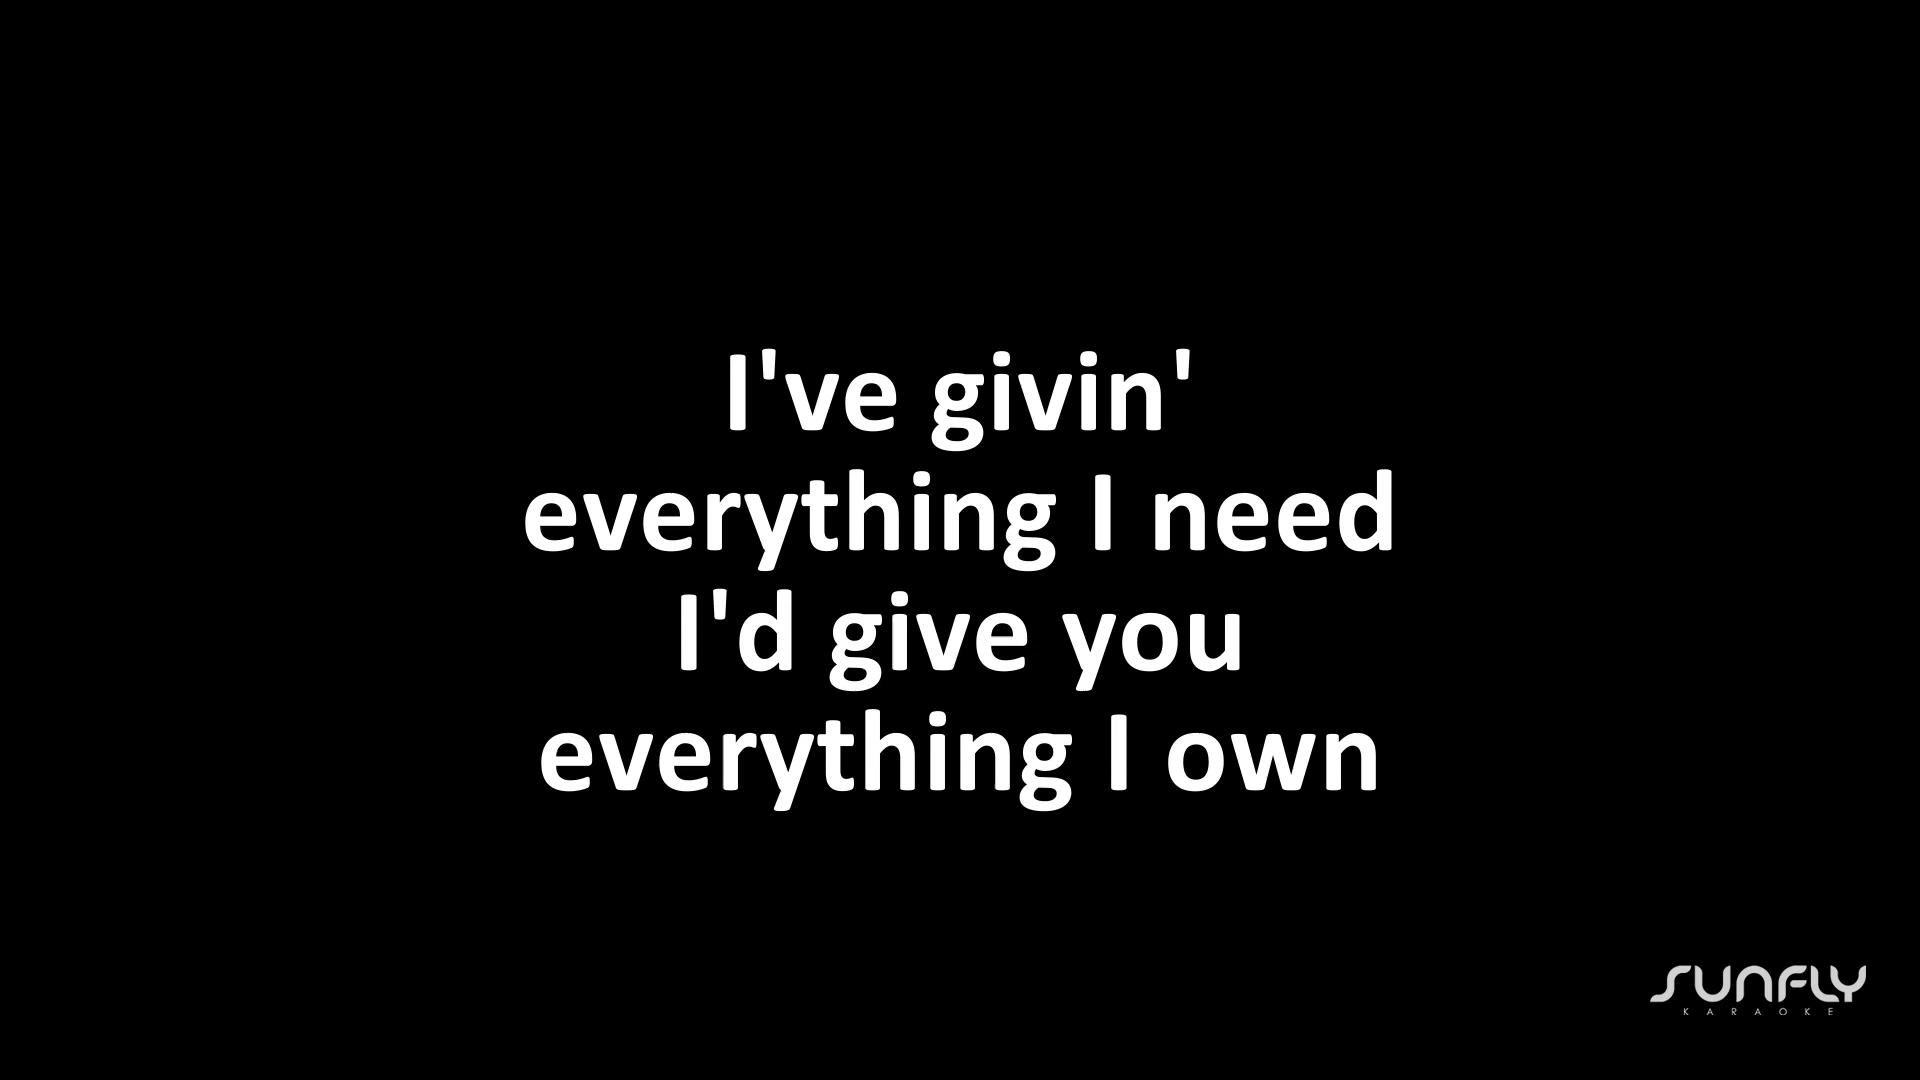 I've givin'
everything I need
I'd give you
everything I own
SUNFLY
KARAOKE